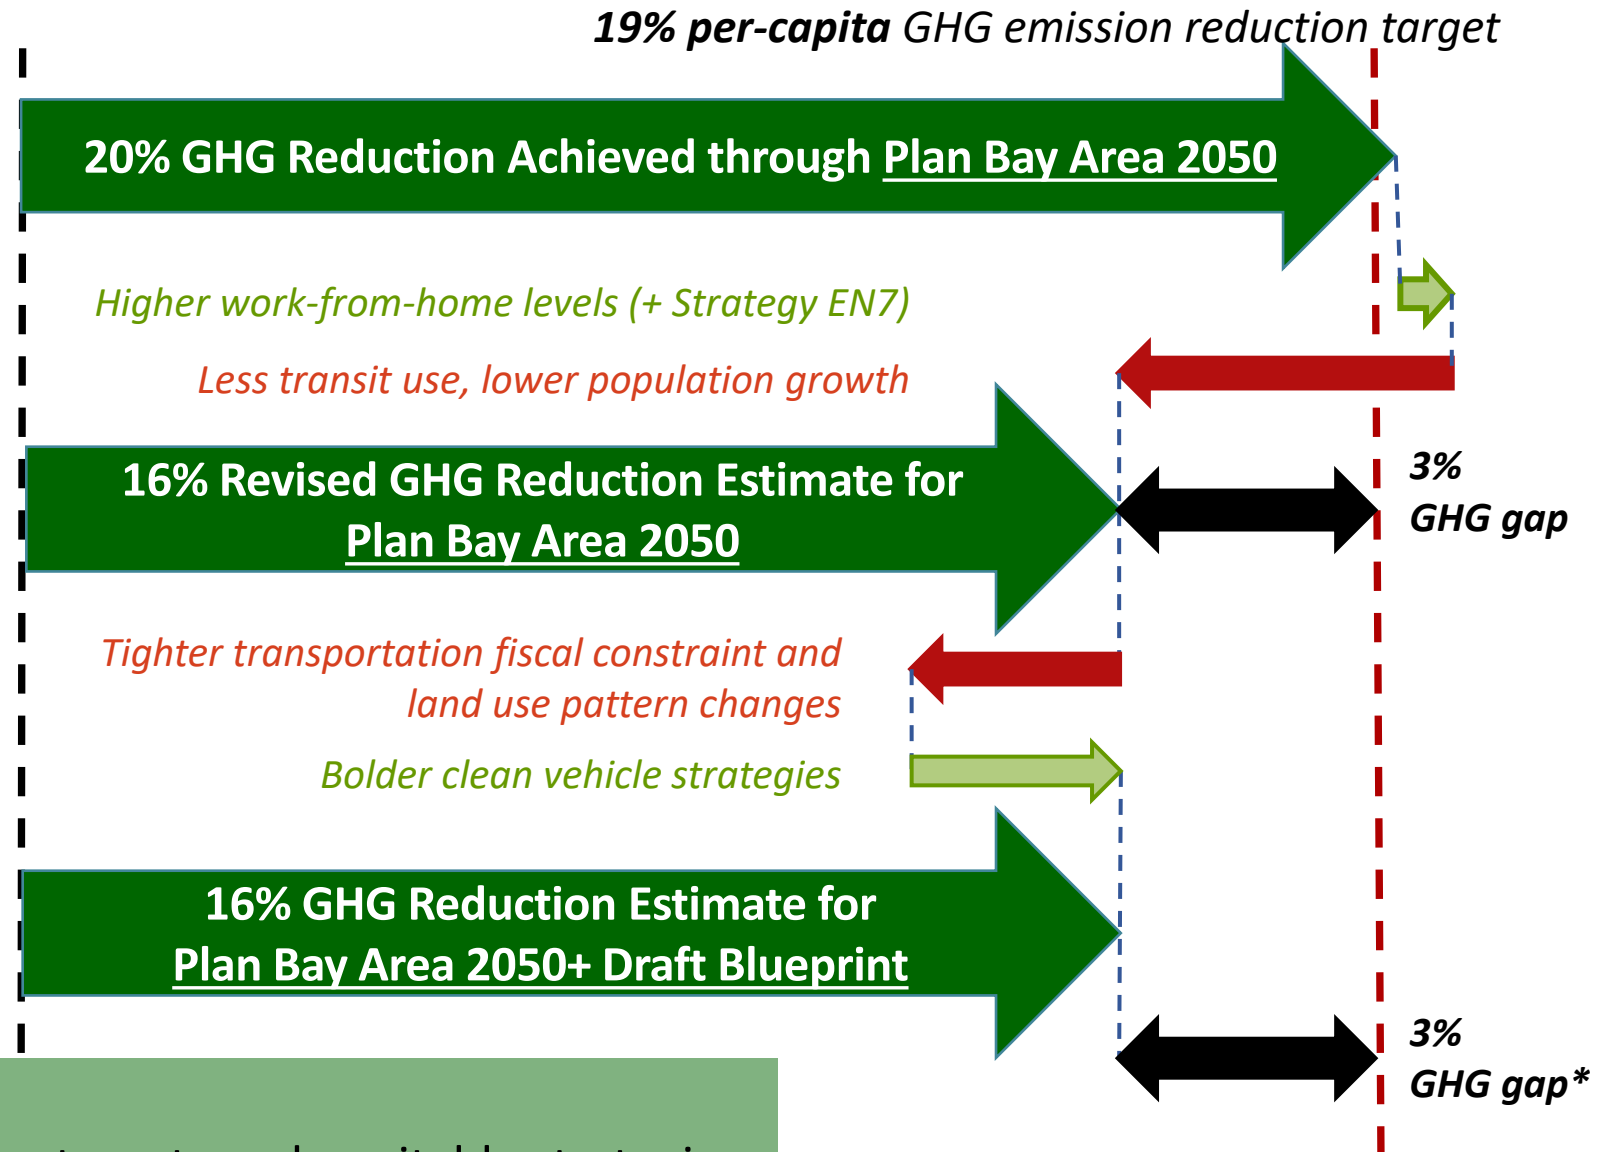 19% per-capita GHG emission reduction target
20% GHG Reduction Achieved through Plan Bay Area 2050
Higher work-from-home levels (+ Strategy EN7)
Less transit use, lower population growth
16% Revised GHG Reduction Estimate for
Plan Bay Area 2050
3%
GHG gap
Tighter transportation fiscal constraint and
land use pattern changes
Bolder clean vehicle strategies
16% GHG Reduction Estimate for
Plan Bay Area 2050+ Draft Blueprint
3%
GHG gap*